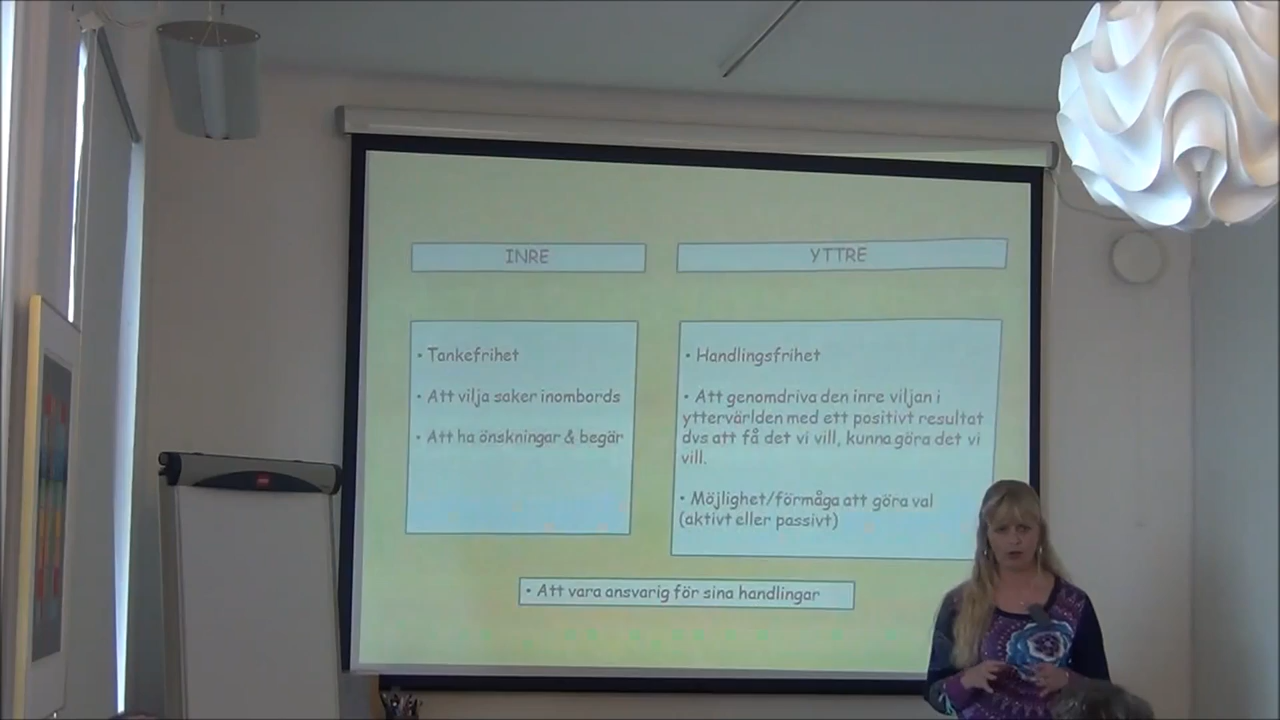 INRE
YTTRE
• Tankefrihet
• Att vilja saker inombords
• Att ha önskningar & begär
• Handlingsfrihet
• Att genomdriva den inre viljan i
yttervärlden med ett positivt resultat
dvs att få det vi vill, kunna göra det vi
vill.
• Möjlighet/förmåga att göra val
(aktivt eller passivt)
• Att vara ansvarig för sina handlingar